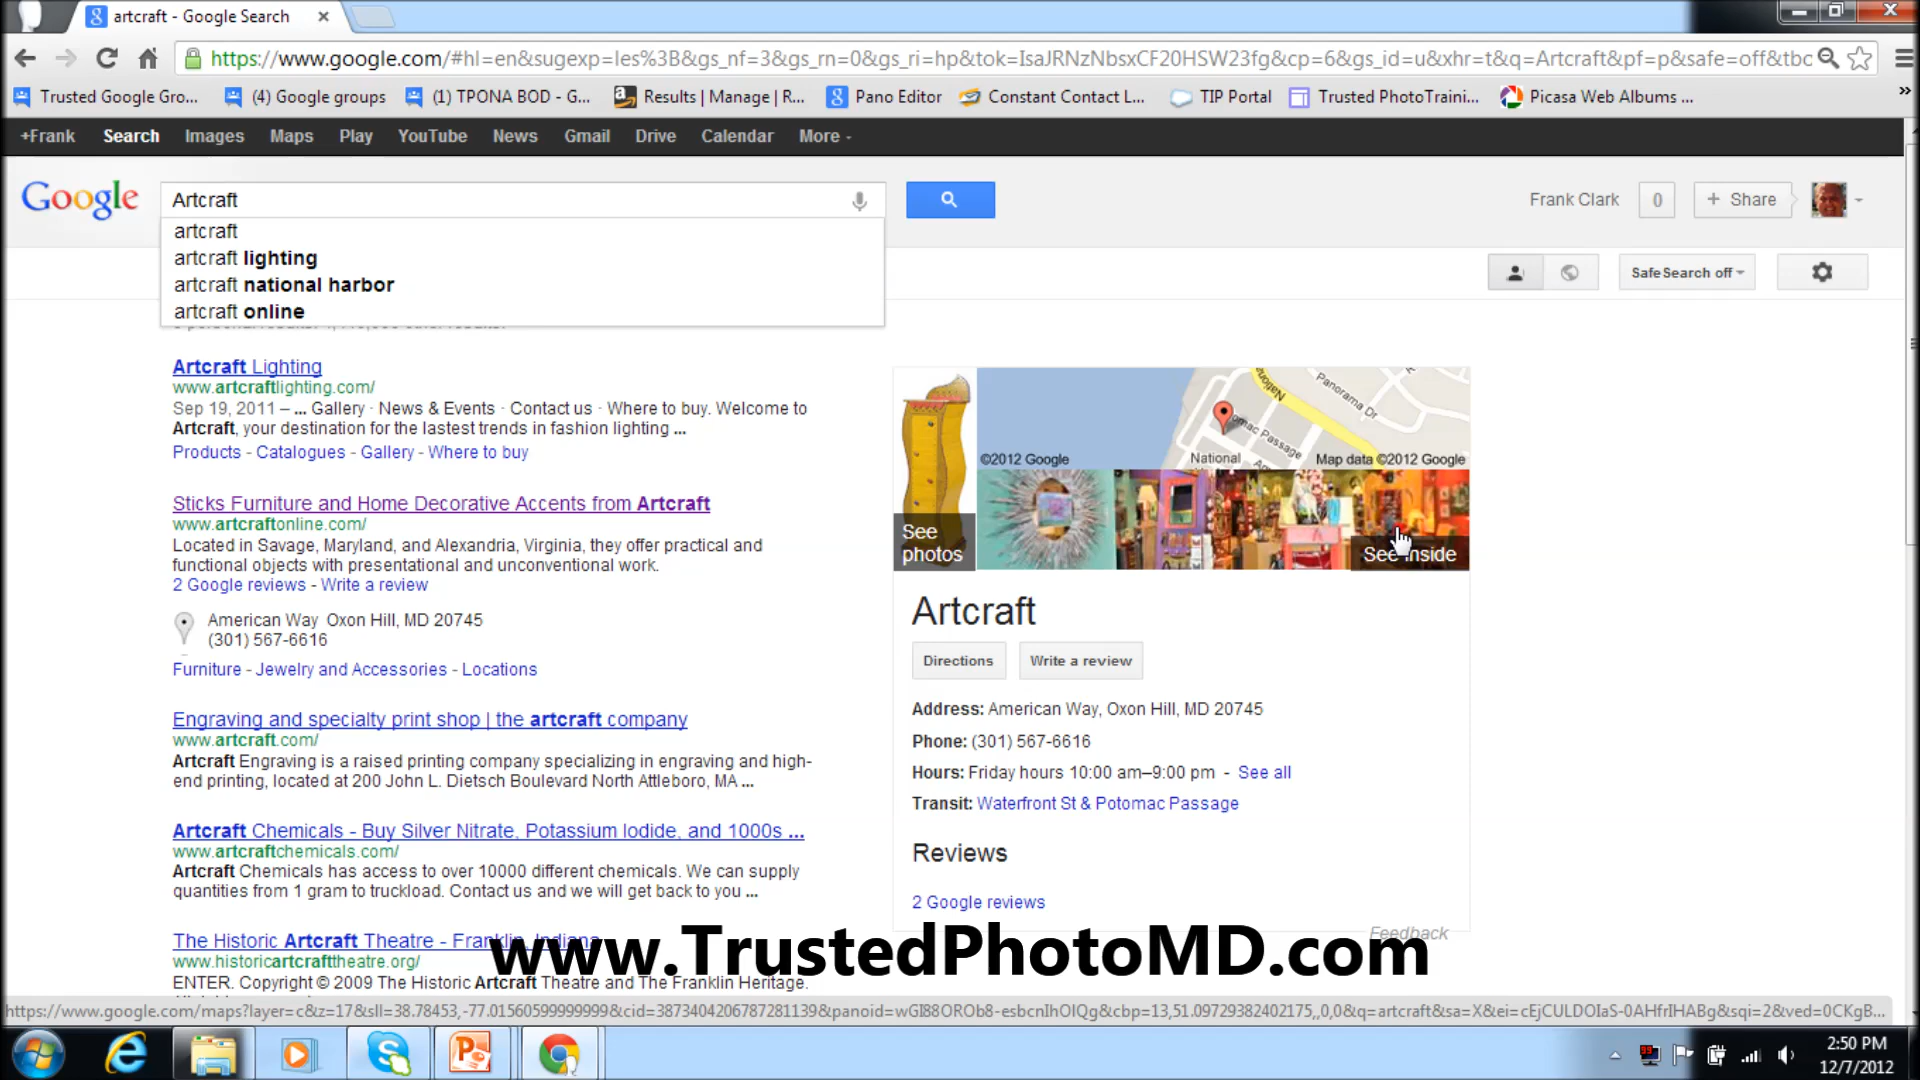 artcraft - Google Search
https://www.google.com/#hl=en&sugexp=les%3B&gs_nf=3&gs_rn=0&gs_ri=hp&tok=IsaJRNzNbsxCF20HSW23fg&cp=6&gs_id=u&xhr=t&q=Artcraft&pf=p&safe=off&tbc
Trusted Google Gro... (4) Google groups (1) TPONA BOD - G... Results | Manage | R... Pano Editor Constant Contact L... TIP Portal Trusted PhotoTraini... Picasa Web Albums ... »
+Frank Search Images Maps Play YouTube News Gmail Drive Calendar More
Google Artcraft Frank Clark 0 + Share
artcraft
artcraft lighting
artcraft national harbor
artcraft online
SafeSearch off
Artcraft Lighting
www.artcraftlighting.com/
Sep 19, 2011 – ... Gallery · News & Events · Contact us · Where to buy. Welcome to
Artcraft, your destination for the lastest trends in fashion lighting ...
Products - Catalogues - Gallery - Where to buy
Sticks Furniture and Home Decorative Accents from Artcraft
www.artcraftonline.com/
Located in Savage, Maryland, and Alexandria, Virginia, they offer practical and
functional objects with presentational and unconventional work.
2 Google reviews - Write a review
American Way Oxon Hill, MD 20745
(301) 567-6616
Furniture - Jewelry and Accessories - Locations
Engraving and specialty print shop | the artcraft company
www.artcraft.com/
Artcraft Engraving is a raised printing company specializing in engraving and high-
end printing, located at 200 John L. Dietsch Boulevard North Attleboro, MA ...
Artcraft Chemicals - Buy Silver Nitrate, Potassium Iodide, and 1000s ...
www.artcraftchemicals.com/
Artcraft Chemicals has access to over 10000 different chemicals. We can supply
quantities from 1 gram to truckload. Contact us and we will get back to you ...
The Historic Artcraft Theatre - Franklin, Indiana
www.historicartcrafttheatre.org/
ENTER. Copyright © 2009 The Historic Artcraft Theatre and The Franklin Heritage.
Panorama Dr
Passage
National
©2012 Google
Map data ©2012 Google
See photos
See inside
Artcraft
Directions Write a review
Address: American Way, Oxon Hill, MD 20745
Phone: (301) 567-6616
Hours: Friday hours 10:00 am–9:00 pm - See all
Transit: Waterfront St & Potomac Passage
Reviews
2 Google reviews
Feedback
www.TrustedPhotoMD.com
2:50 PM
12/7/2012